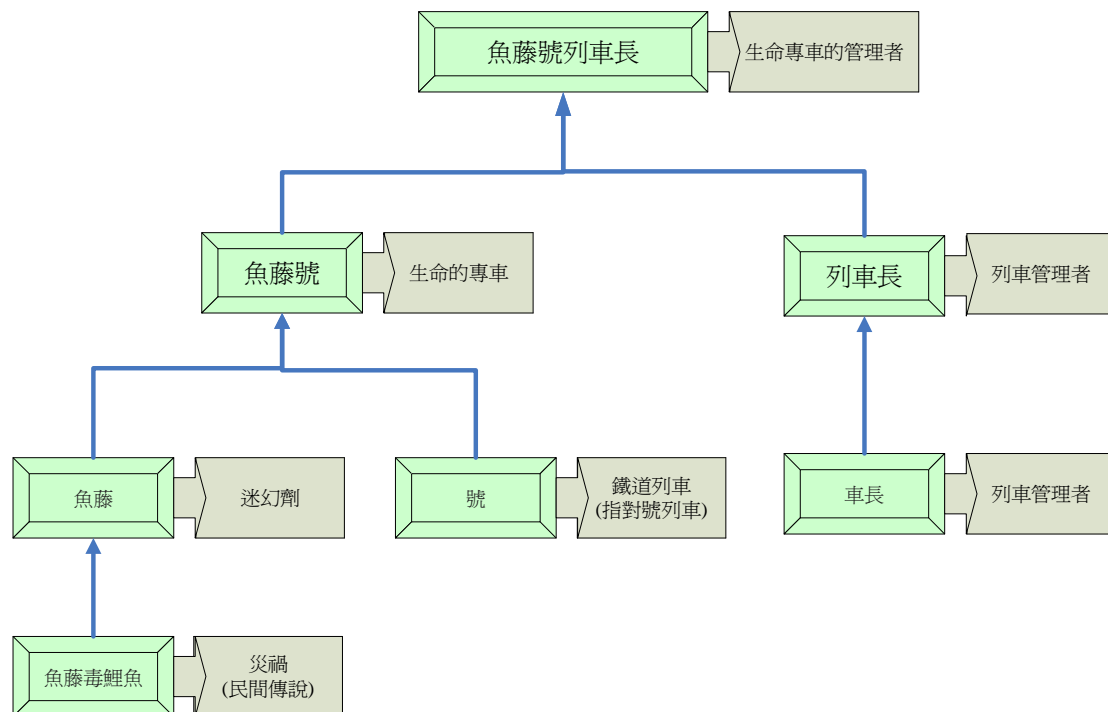 魚藤號列車長
生命專車的管理者
魚藤號
生命的專車
列車長
列車管理者
魚藤
迷幻劑
號
鐵道列車
(指對號列車)
車長
列車管理者
魚藤毒鯉魚
災禍
(民間傳說)